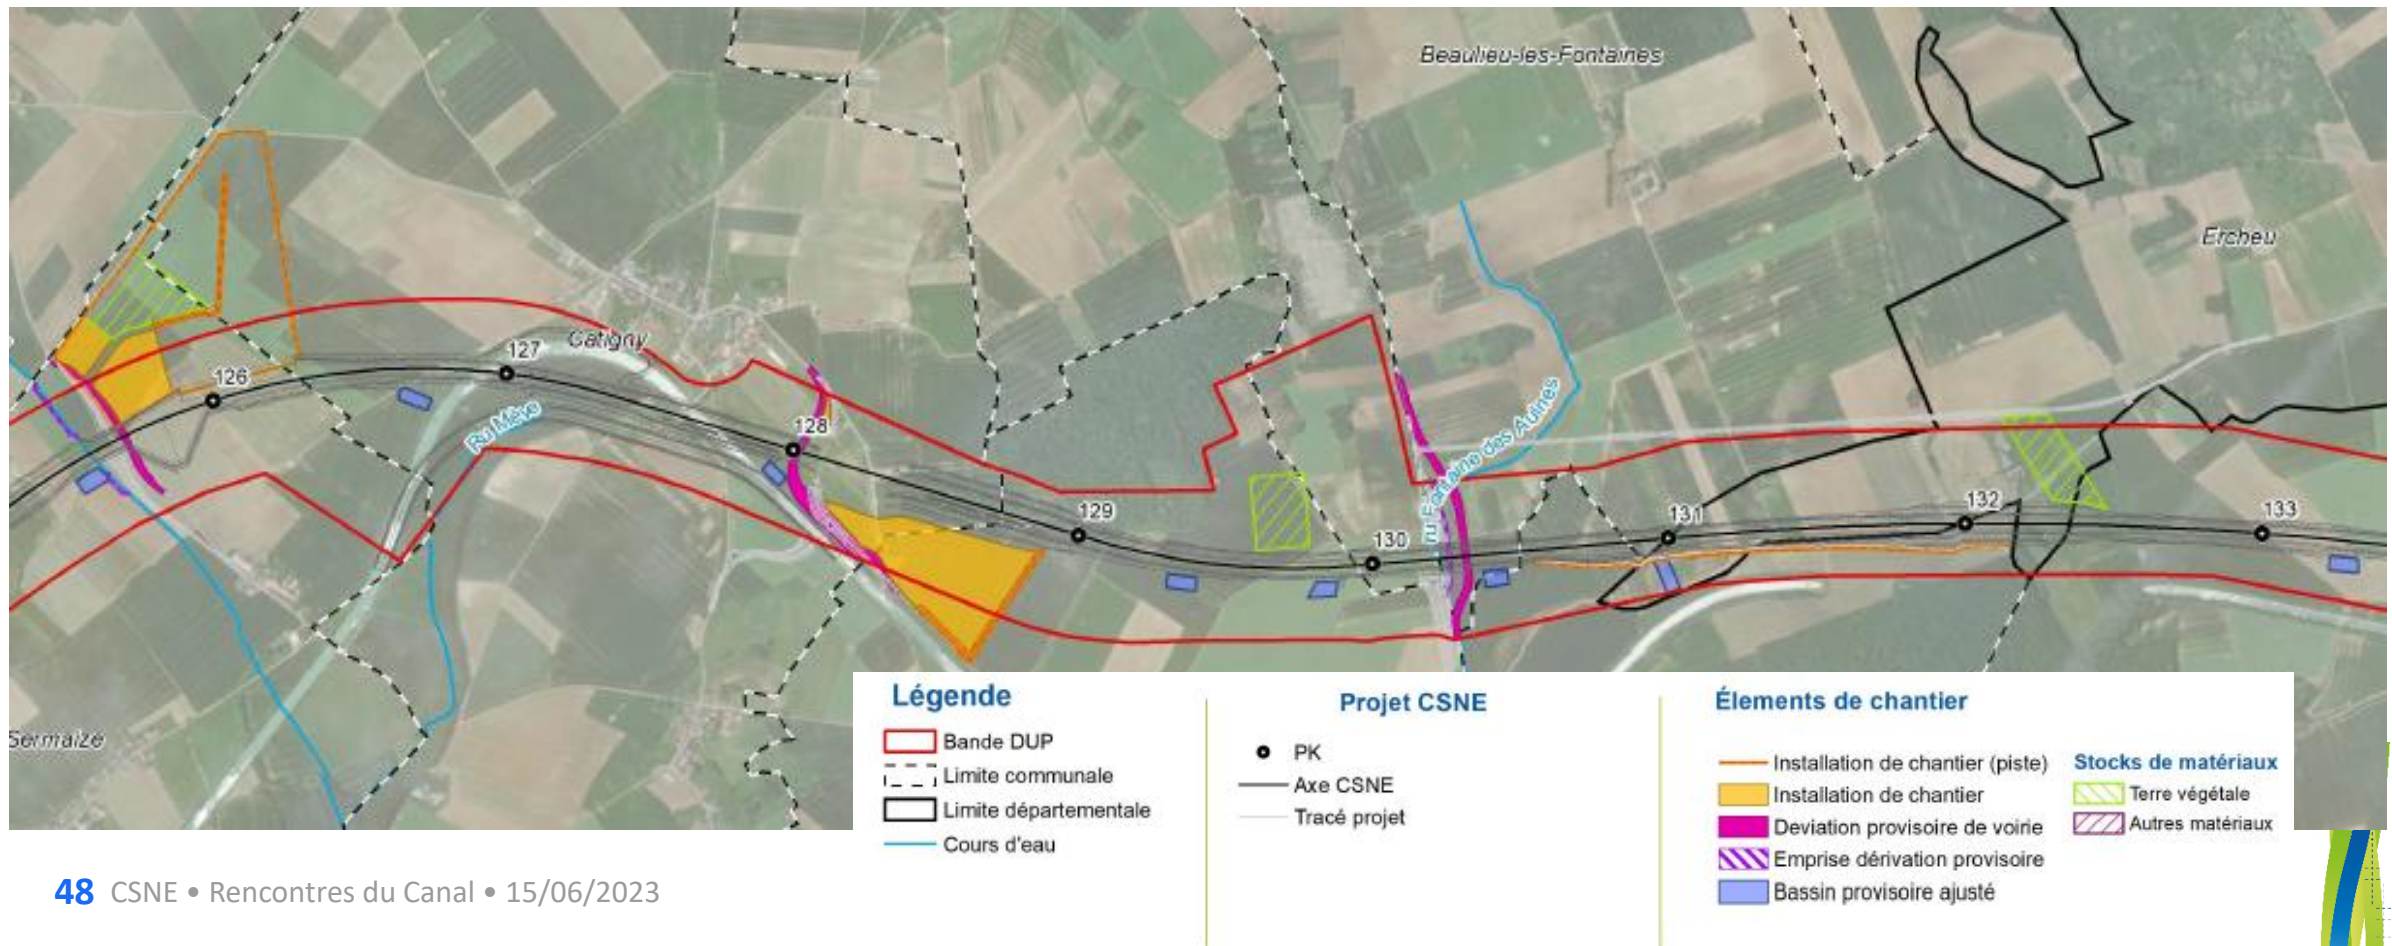 Beaulieu-les-Fontaines
Ercheu
Catigny
127
126
Ru Mève
128
129
130
ru Fontaine des Aulnes
131
132
133
Sermaize
Légende
Bande DUP
Limite communale
Limite départementale
Cours d'eau
Projet CSNE
PK
Axe CSNE
Tracé projet
Élements de chantier
Installation de chantier (piste)
Installation de chantier
Deviation provisoire de voirie
Emprise dérivation provisoire
Bassin provisoire ajusté
Stocks de matériaux
Terre végétale
Autres matériaux
48 CSNE • Rencontres du Canal • 15/06/2023